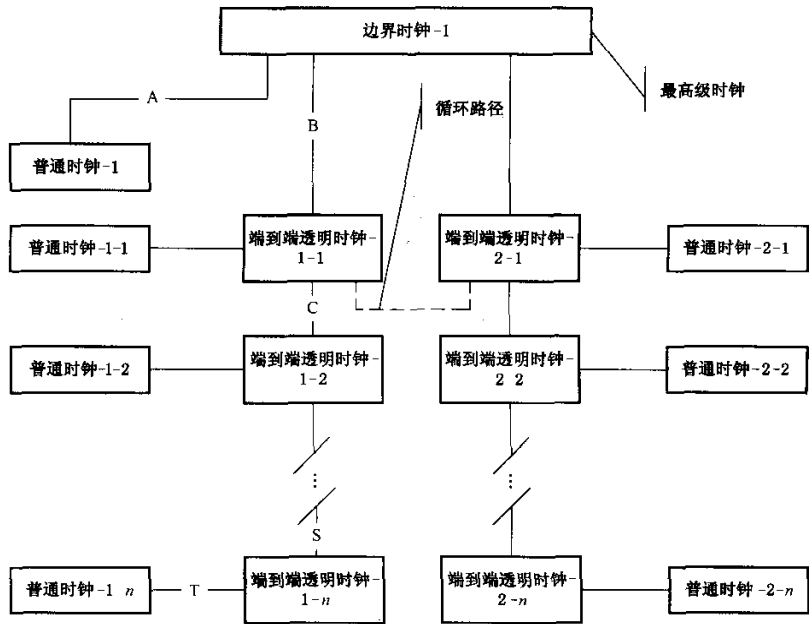 边界时钟-1
最高级时钟
A
循环路径
B
普通时钟-1
普通时钟-1-1
端到端透明时钟-
1-1
端到端透明时钟-
2-1
普通时钟-2-1
C
普通时钟-1-2
端到端透明时钟-
1-2
端到端透明时钟-
2 2
普通时钟-2-2
⋮
⋮
S
普通时钟-1 n
T
端到端透明时钟-
1-n
端到端透明时钟-
2-n
普通时钟-2-n